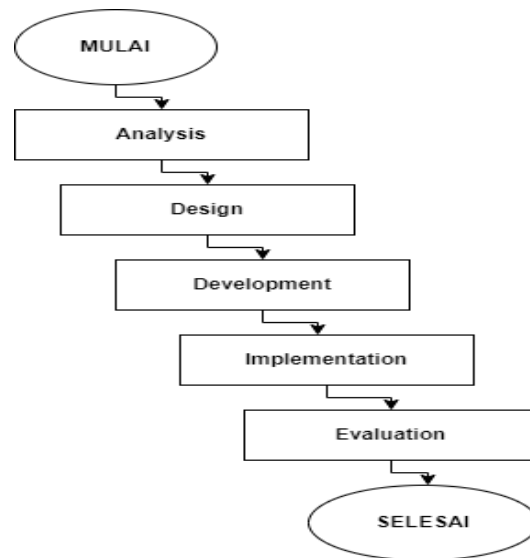 MULAI
Analysis
Design
Development
Implementation
Evaluation
SELESAI